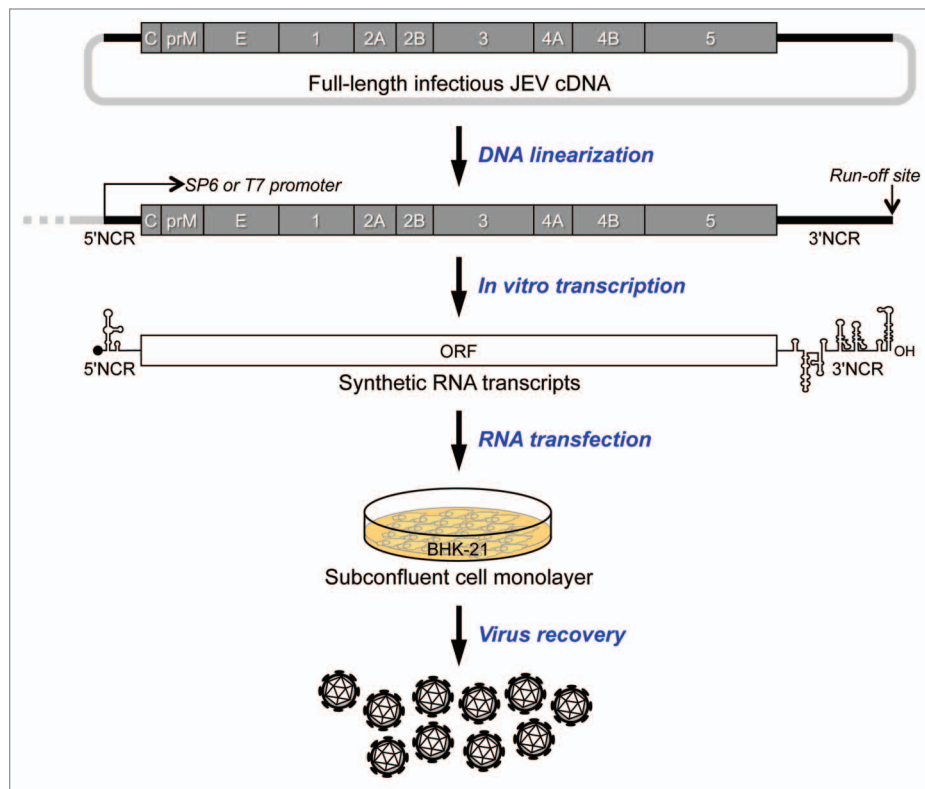 C prM E 1 2A 2B 3 4A 4B 5
Full-length infectious JEV cDNA
DNA linearization
SP6 or T7 promoter
Run-off site
C prM E 1 2A 2B 3 4A 4B 5
5'NCR
3'NCR
In vitro transcription
ORF
OH
5'NCR
3'NCR
Synthetic RNA transcripts
RNA transfection
BHK-21
Subconfluent cell monolayer
Virus recovery